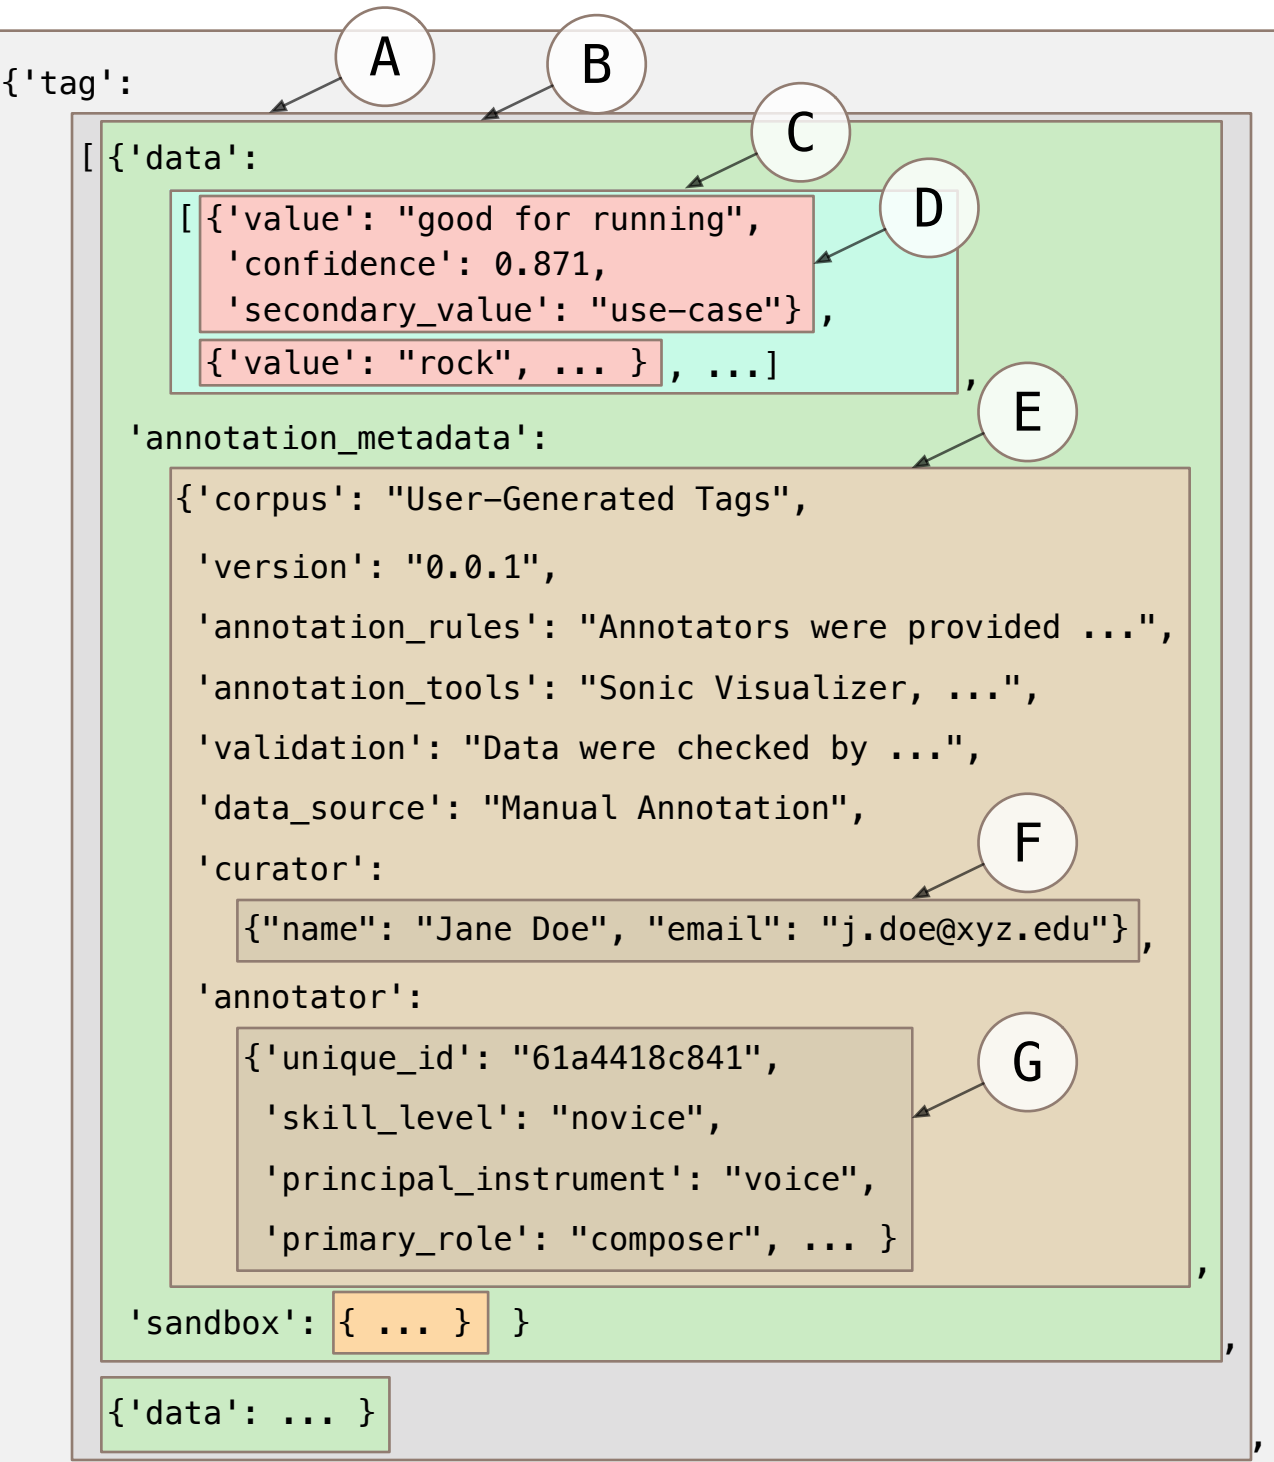 A
B
{'tag':
C
[ {'data':
D
[ {'value': "good for running",
'confidence': 0.871,
'secondary_value': "use-case"} ,
{'value': "rock", ... } , ...]
,
E
'annotation_metadata':
{'corpus': "User-Generated Tags",
'version': "0.0.1",
'annotation_rules': "Annotators were provided ...",
'annotation_tools': "Sonic Visualizer, ...",
'validation': "Data were checked by ...",
'data_source': "Manual Annotation",
F
'curator':
{"name": "Jane Doe", "email": "j.doe@xyz.edu"} ,
'annotator':
{'unique_id': "61a4418c841",
G
'skill_level': "novice",
'principal_instrument': "voice",
'primary_role': "composer", ... }
,
'sandbox': { ... } }
,
{'data': ... }
,